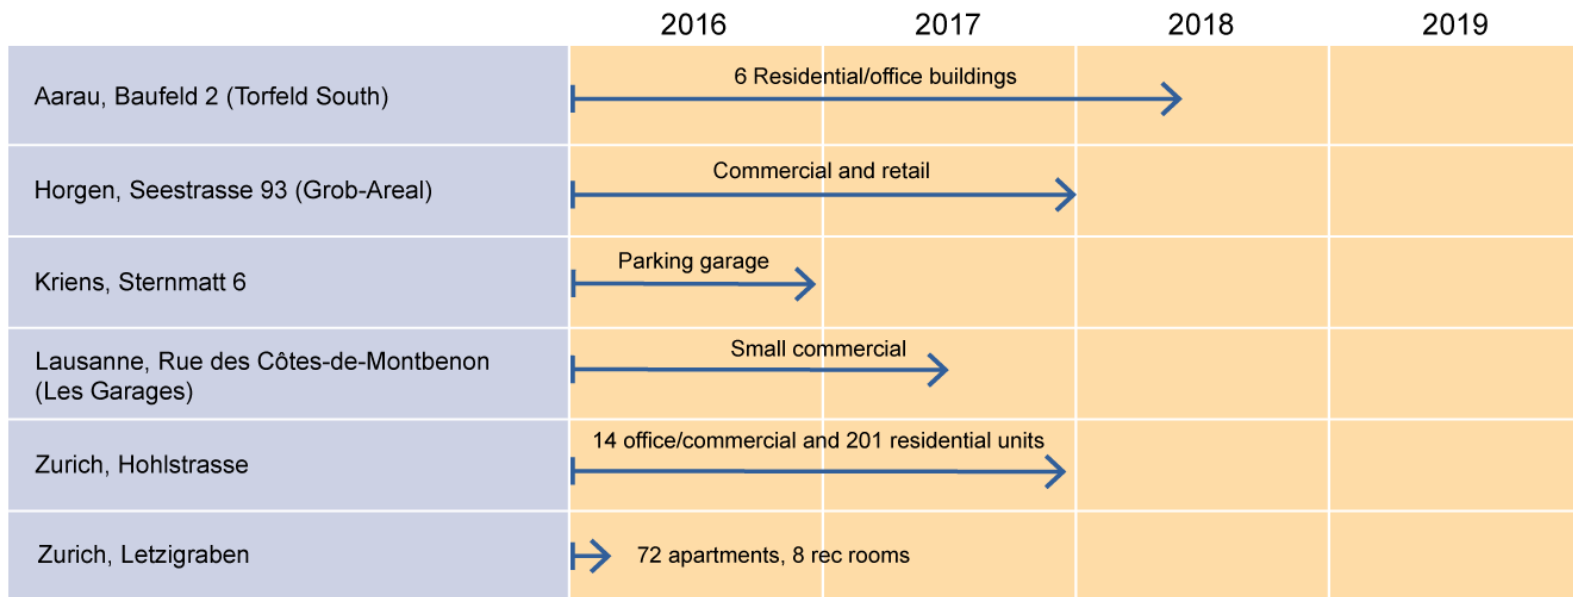 2016 2017 2018 2019
Aarau, Baufeld 2 (Torfeld South)
6 Residential/office buildings
Horgen, Seestrasse 93 (Grob-Areal)
Commercial and retail
Kriens, Sternmatt 6
Parking garage
Lausanne, Rue des Côtes-de-Montbenon
(Les Garages)
Small commercial
Zurich, Hohlstrasse
14 office/commercial and 201 residential units
Zurich, Letzigraben
72 apartments, 8 rec rooms